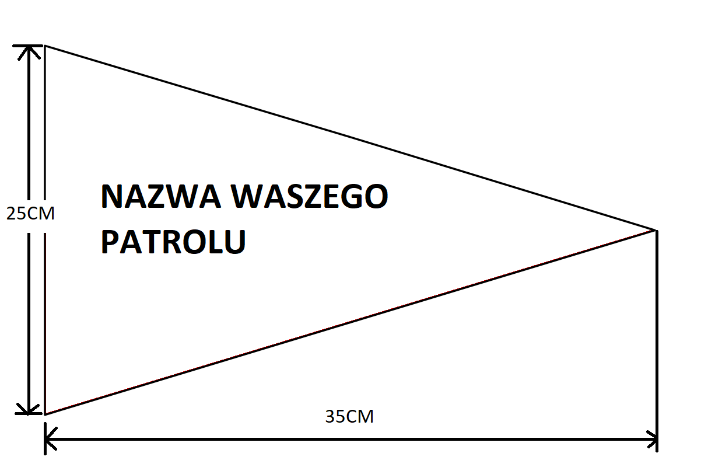 25CM
NAZWA WASZEGO
PATROLU
35CM